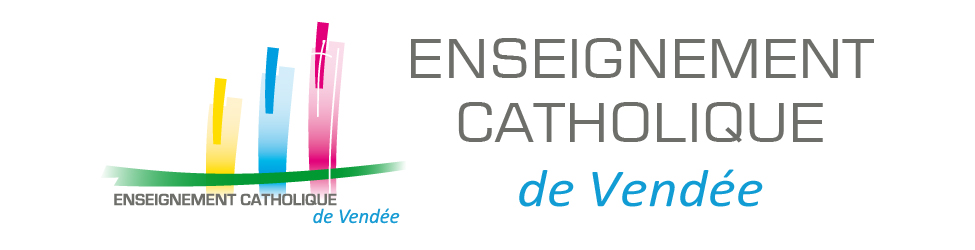 ENSEIGNEMENT CATHOLIQUE
de Vendée
ENSEIGNEMENT
CATHOLIQUE
de Vendée